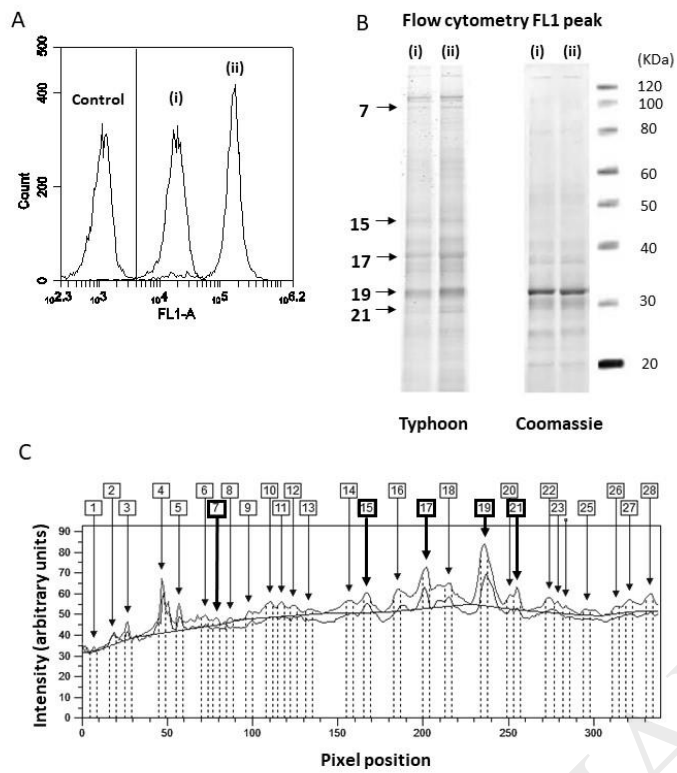 A
500
400
200
0
Count
Control
(i)
(ii)
10^2.3 10^3 10^4 10^5 10^6.2
FL1-A
B
Flow cytometry FL1 peak
(i) (ii) (i) (ii)
(KDa)
7
15
17
19
21
120
100
80
60
50
40
30
20
Typhoon Coomassie
C
1 2 3 4 5 6 7 8 9 10 11 12 13 14 15 16 17 18 19 20 21 22 23 25 26 27 28
90
80
70
60
50
40
30
20
10
0
Intensity (arbitrary units)
0 50 100 150 200 250 300
Pixel position